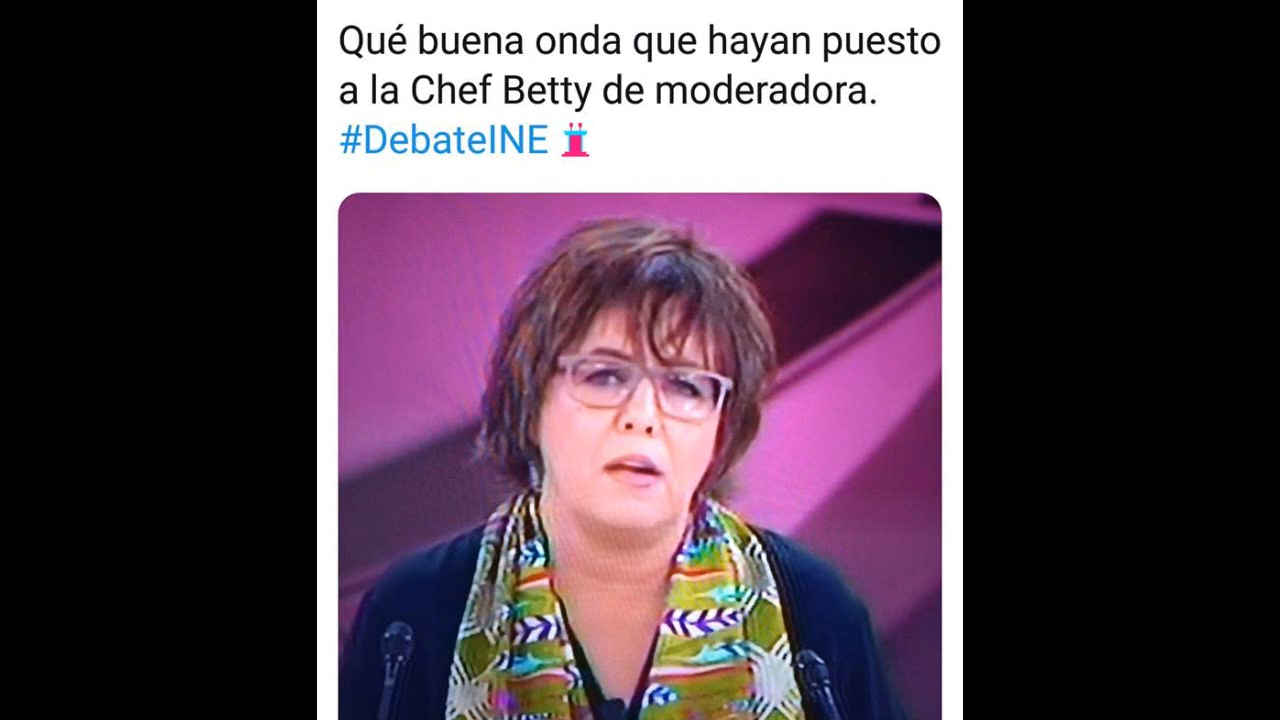 Qué buena onda que hayan puesto
a la Chef Betty de moderadora.
#DebateINE